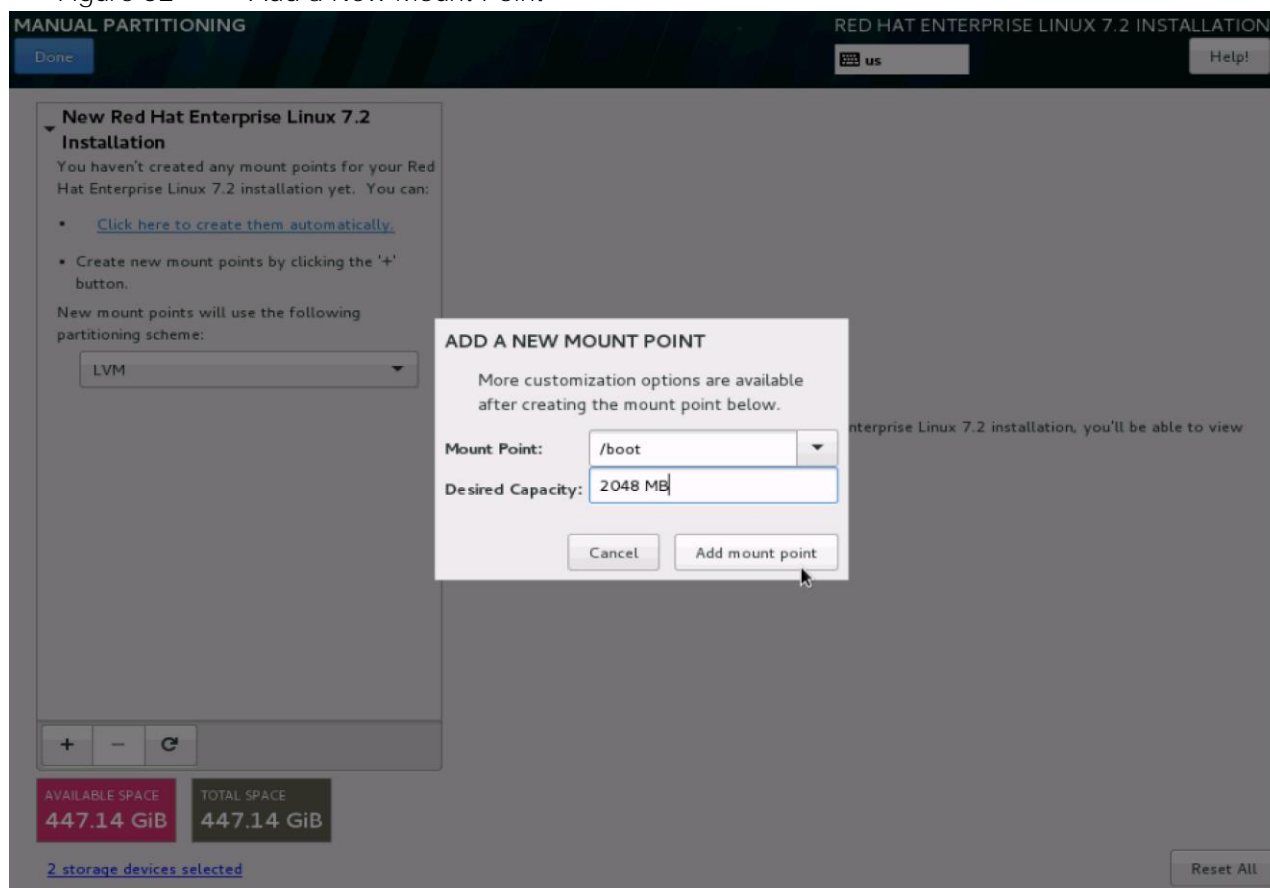 MANUAL PARTITIONING
RED HAT ENTERPRISE LINUX 7.2 INSTALLATION
Done
us
Help!
New Red Hat Enterprise Linux 7.2
Installation
You haven't created any mount points for your Red
Hat Enterprise Linux 7.2 installation yet. You can:
• Click here to create them automatically.
• Create new mount points by clicking the '+'
button.
New mount points will use the following
partitioning scheme:
LVM
ADD A NEW MOUNT POINT
More customization options are available
after creating the mount point below.
Mount Point: /boot
Desired Capacity: 2048 MB
Cancel Add mount point
nterprise Linux 7.2 installation, you'll be able to view
+ −
AVAILABLE SPACE
447.14 GiB
TOTAL SPACE
447.14 GiB
2 storage devices selected
Reset All